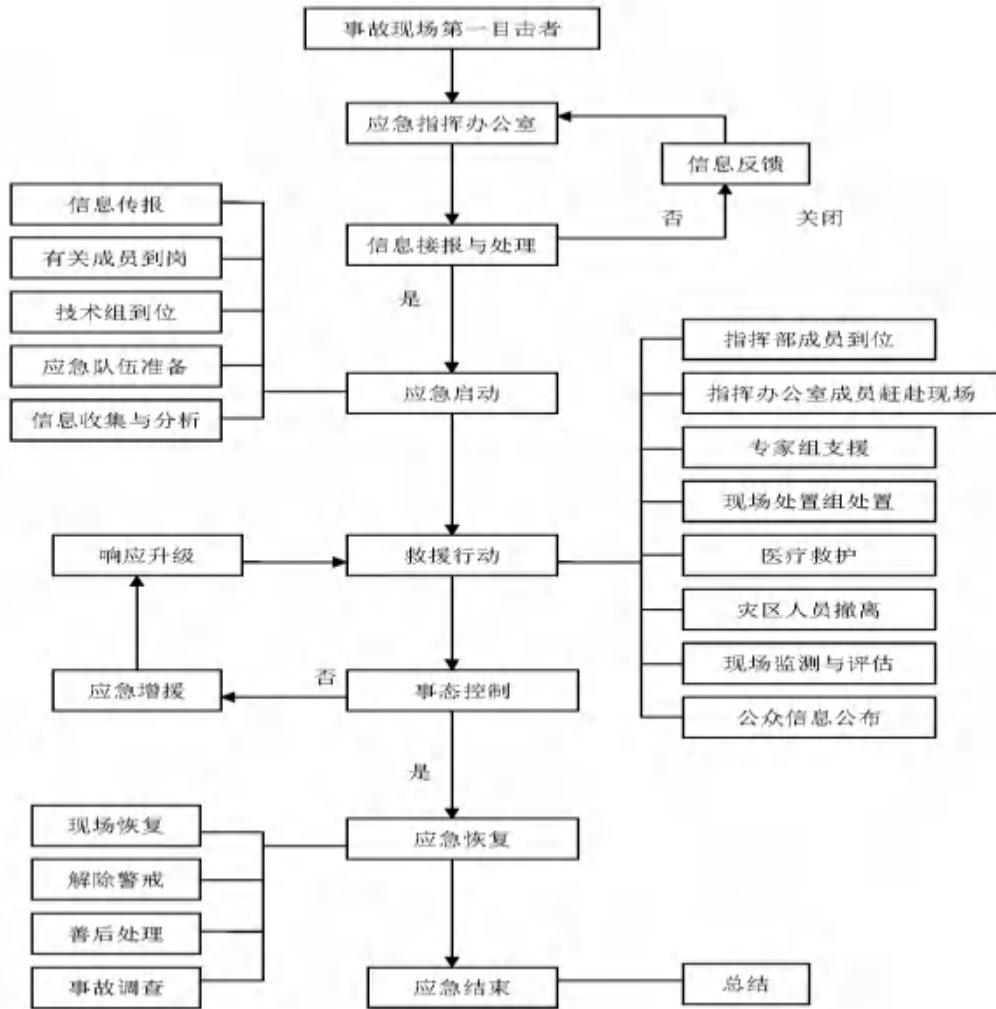 事故现场第一目击者
应急指挥办公室
信息反馈
信息传报
否
关闭
有关成员到岗
信息接报与处理
是
技术组到位
指挥部成员到位
应急队伍准备
应急启动
指挥办公室成员赶赴现场
信息收集与分析
专家组支援
现场处置组处置
响应升级
救援行动
医疗救护
灾区人员撤离
现场监测与评估
否
应急增援
事态控制
公众信息公布
是
现场恢复
应急恢复
解除警戒
善后处理
事故调查
应急结束
总结